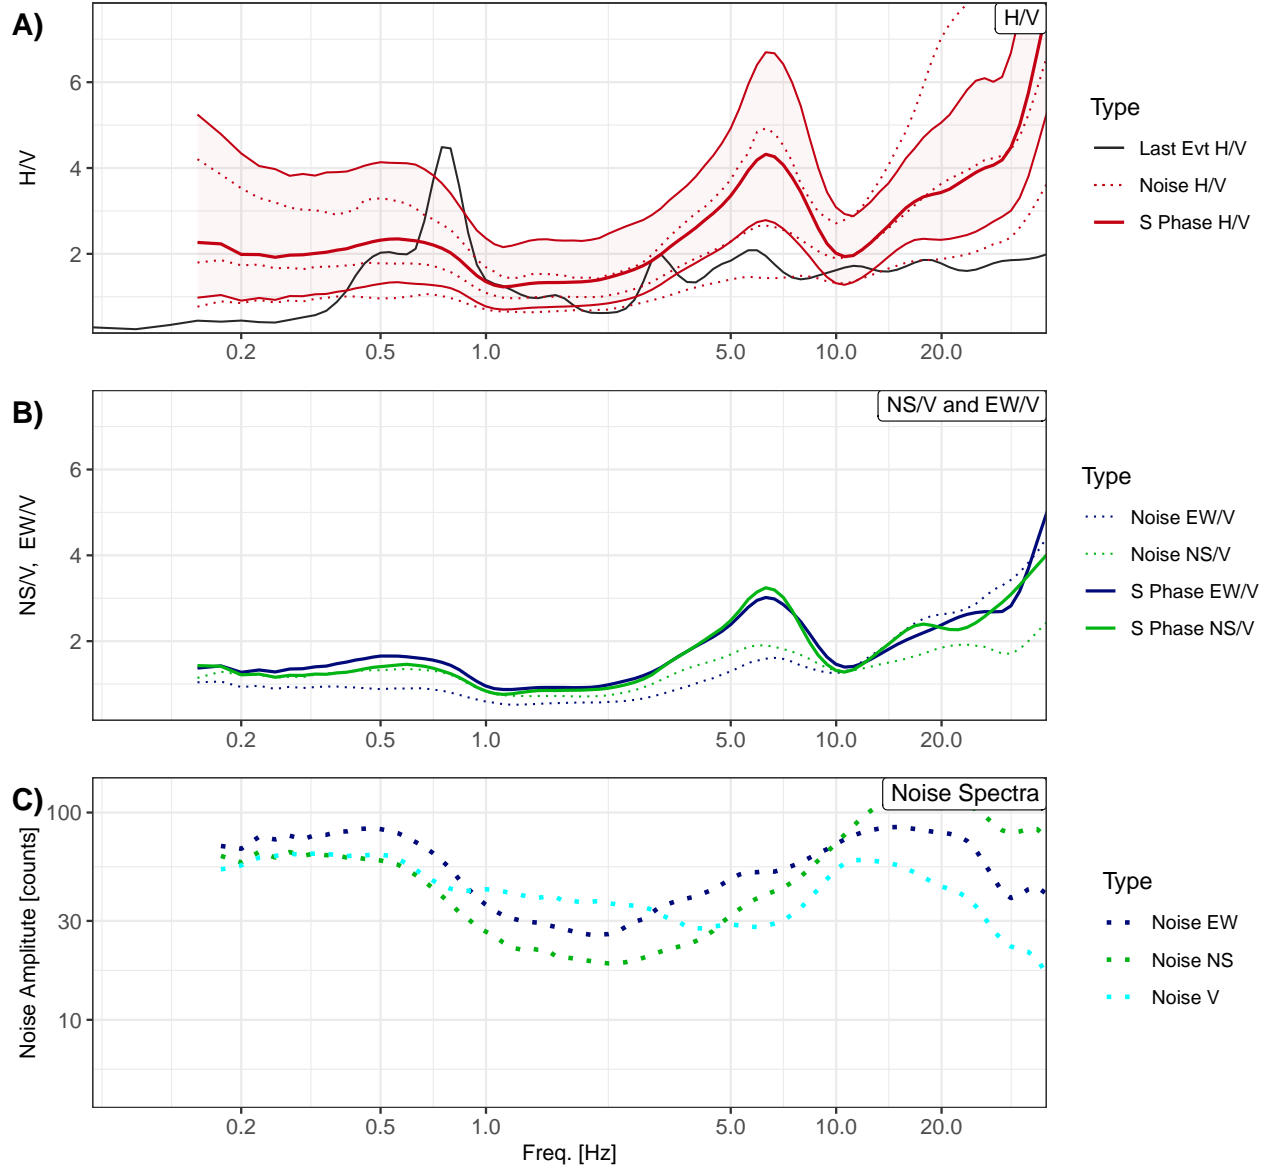 A)
H/V
H/V
6
4
2
0.2 0.5 1.0 5.0 10.0 20.0
Type
Last Evt H/V
Noise H/V
S Phase H/V
B)
NS/V and EW/V
NS/V, EW/V
6
4
2
0.2 0.5 1.0 5.0 10.0 20.0
Type
Noise EW/V
Noise NS/V
S Phase EW/V
S Phase NS/V
C)
Noise Spectra
Noise Amplitute [counts]
100
30
10
0.2 0.5 1.0 5.0 10.0 20.0
Freq. [Hz]
Type
Noise EW
Noise NS
Noise V